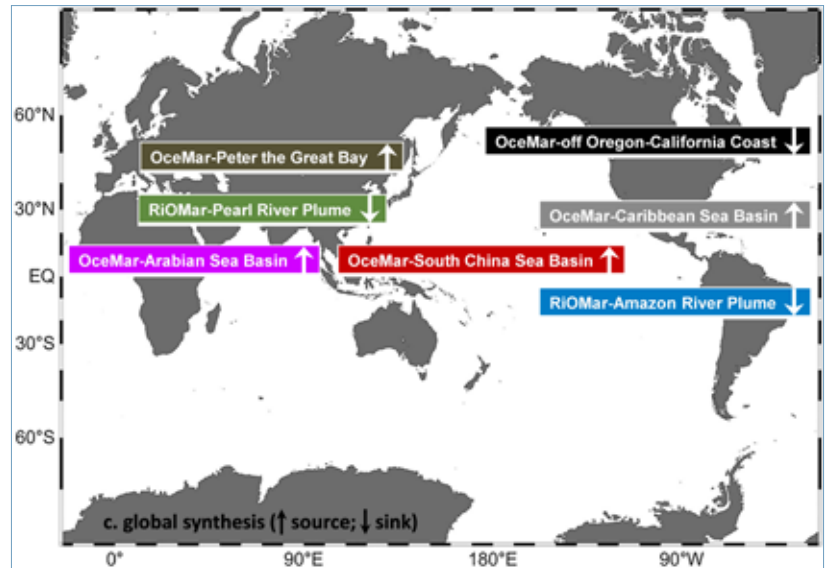 60°N
30°N
EQ
30°S
60°S
OceMar-Peter the Great Bay ↑
OceMar-off Oregon-California Coast ↓
RiOMar-Pearl River Plume ↓
OceMar-Caribbean Sea Basin ↑
OceMar-Arabian Sea Basin ↑
OceMar-South China Sea Basin ↑
RiOMar-Amazon River Plume ↓
c. global synthesis (↑ source; ↓ sink)
0° 90°E 180°E 90°W